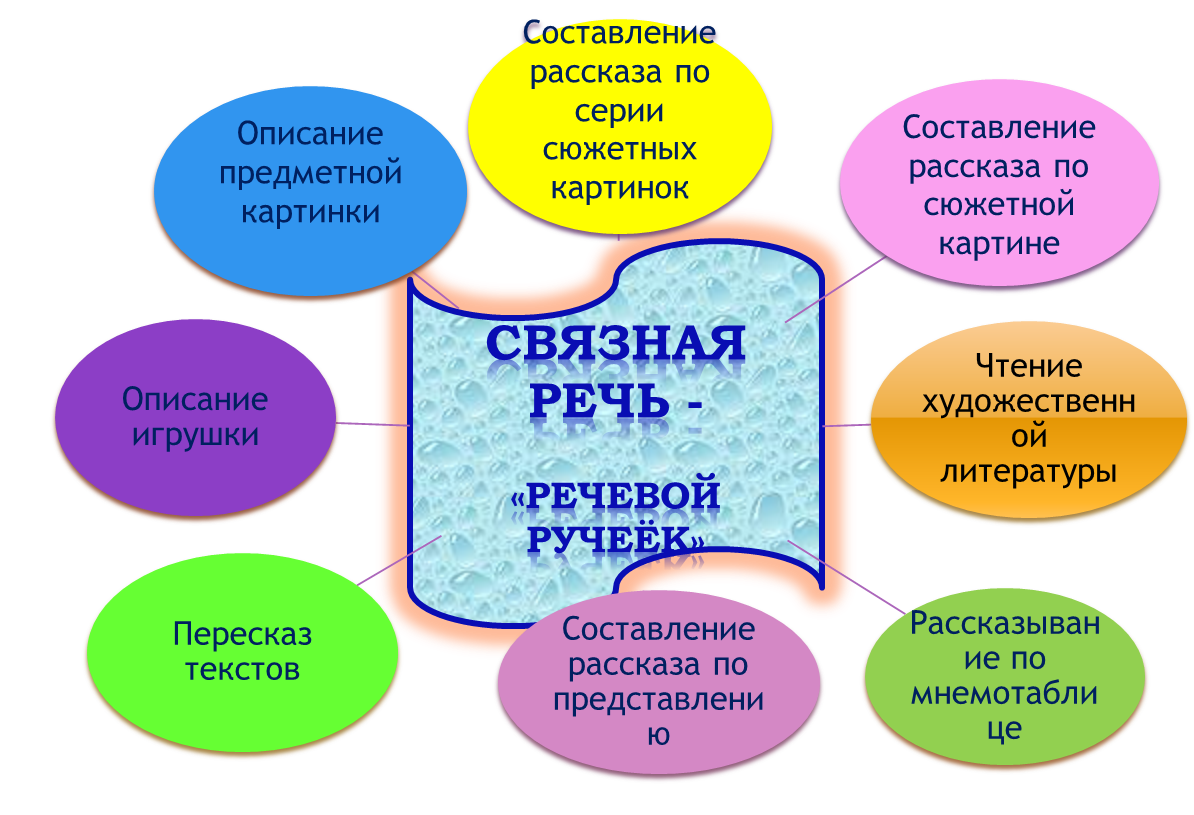 Составление
рассказа по
серии
сюжетных
картинок
Описание
предметной
картинки
Составление
рассказа по
сюжетной
картине
СВЯЗНАЯ
РЕЧЬ -
«РЕЧЕВОЙ
РУЧЕЁК»
Описание
игрушки
Чтение
художественн
ой
литературы
Пересказ
текстов
Составление
рассказа по
представлени
ю
Рассказыван
ие по
мнемотабли
це